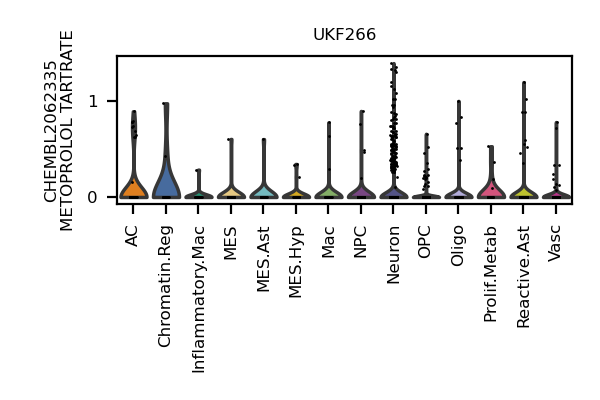 UKF266
CHEMBL2062335
METOPROLOL TARTRATE
1
0
AC
Chromatin.Reg
Inflammatory.Mac
MES
MES.Ast
MES.Hyp
Mac
NPC
Neuron
OPC
Oligo
Prolif.Metab
Reactive.Ast
Vasc